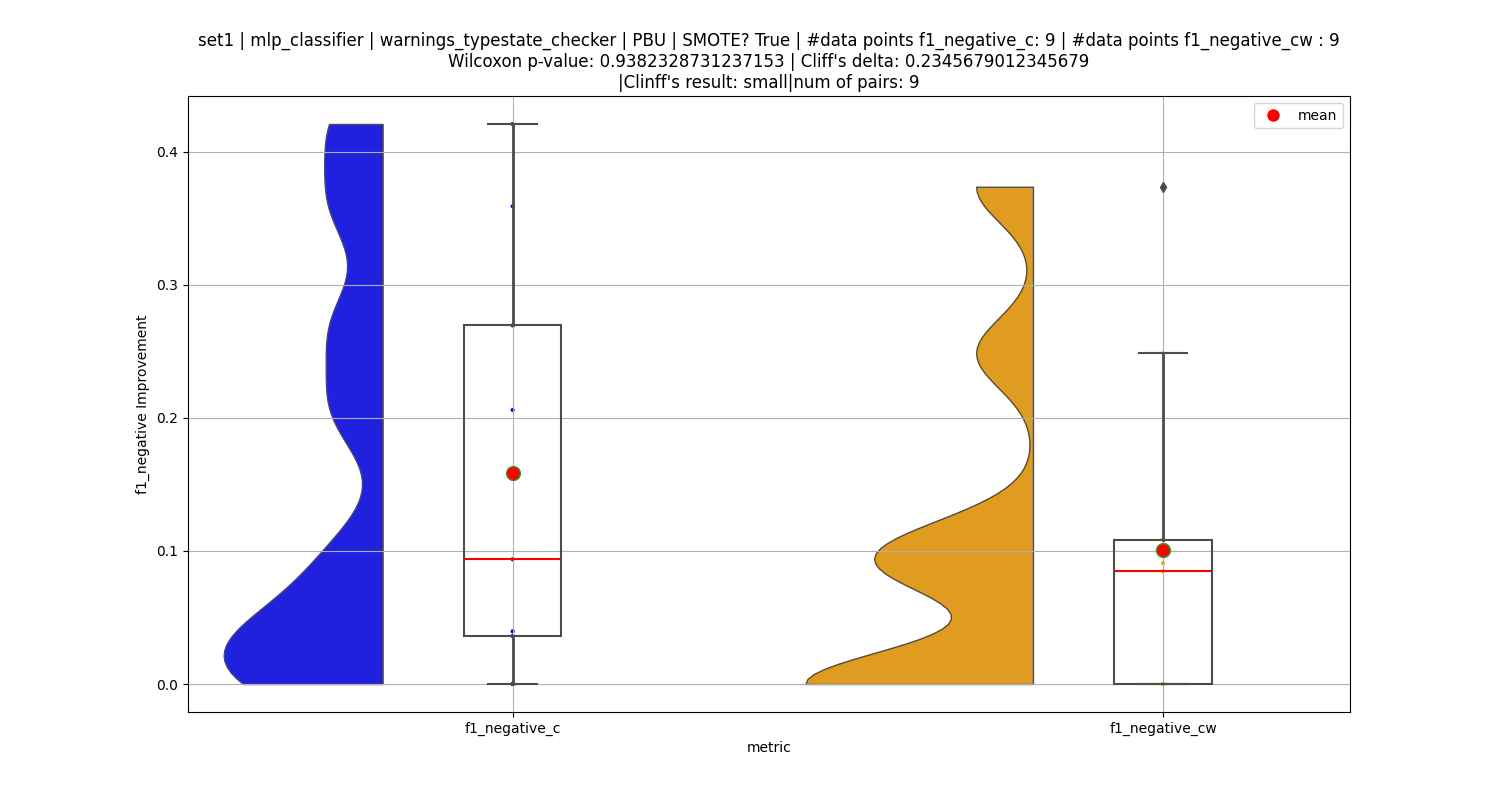 set1 | mlp_classifier | warnings_typestate_checker | PBU | SMOTE? True | #data points f1_negative_c: 9 | #data points f1_negative_cw : 9
Wilcoxon p-value: 0.9382328731237153 | Cliff's delta: 0.2345679012345679
|Clinff's result: small|num of pairs: 9
mean
0.4
0.3
0.2
0.1
0.0
f1_negative Improvement
f1_negative_c
f1_negative_cw
metric